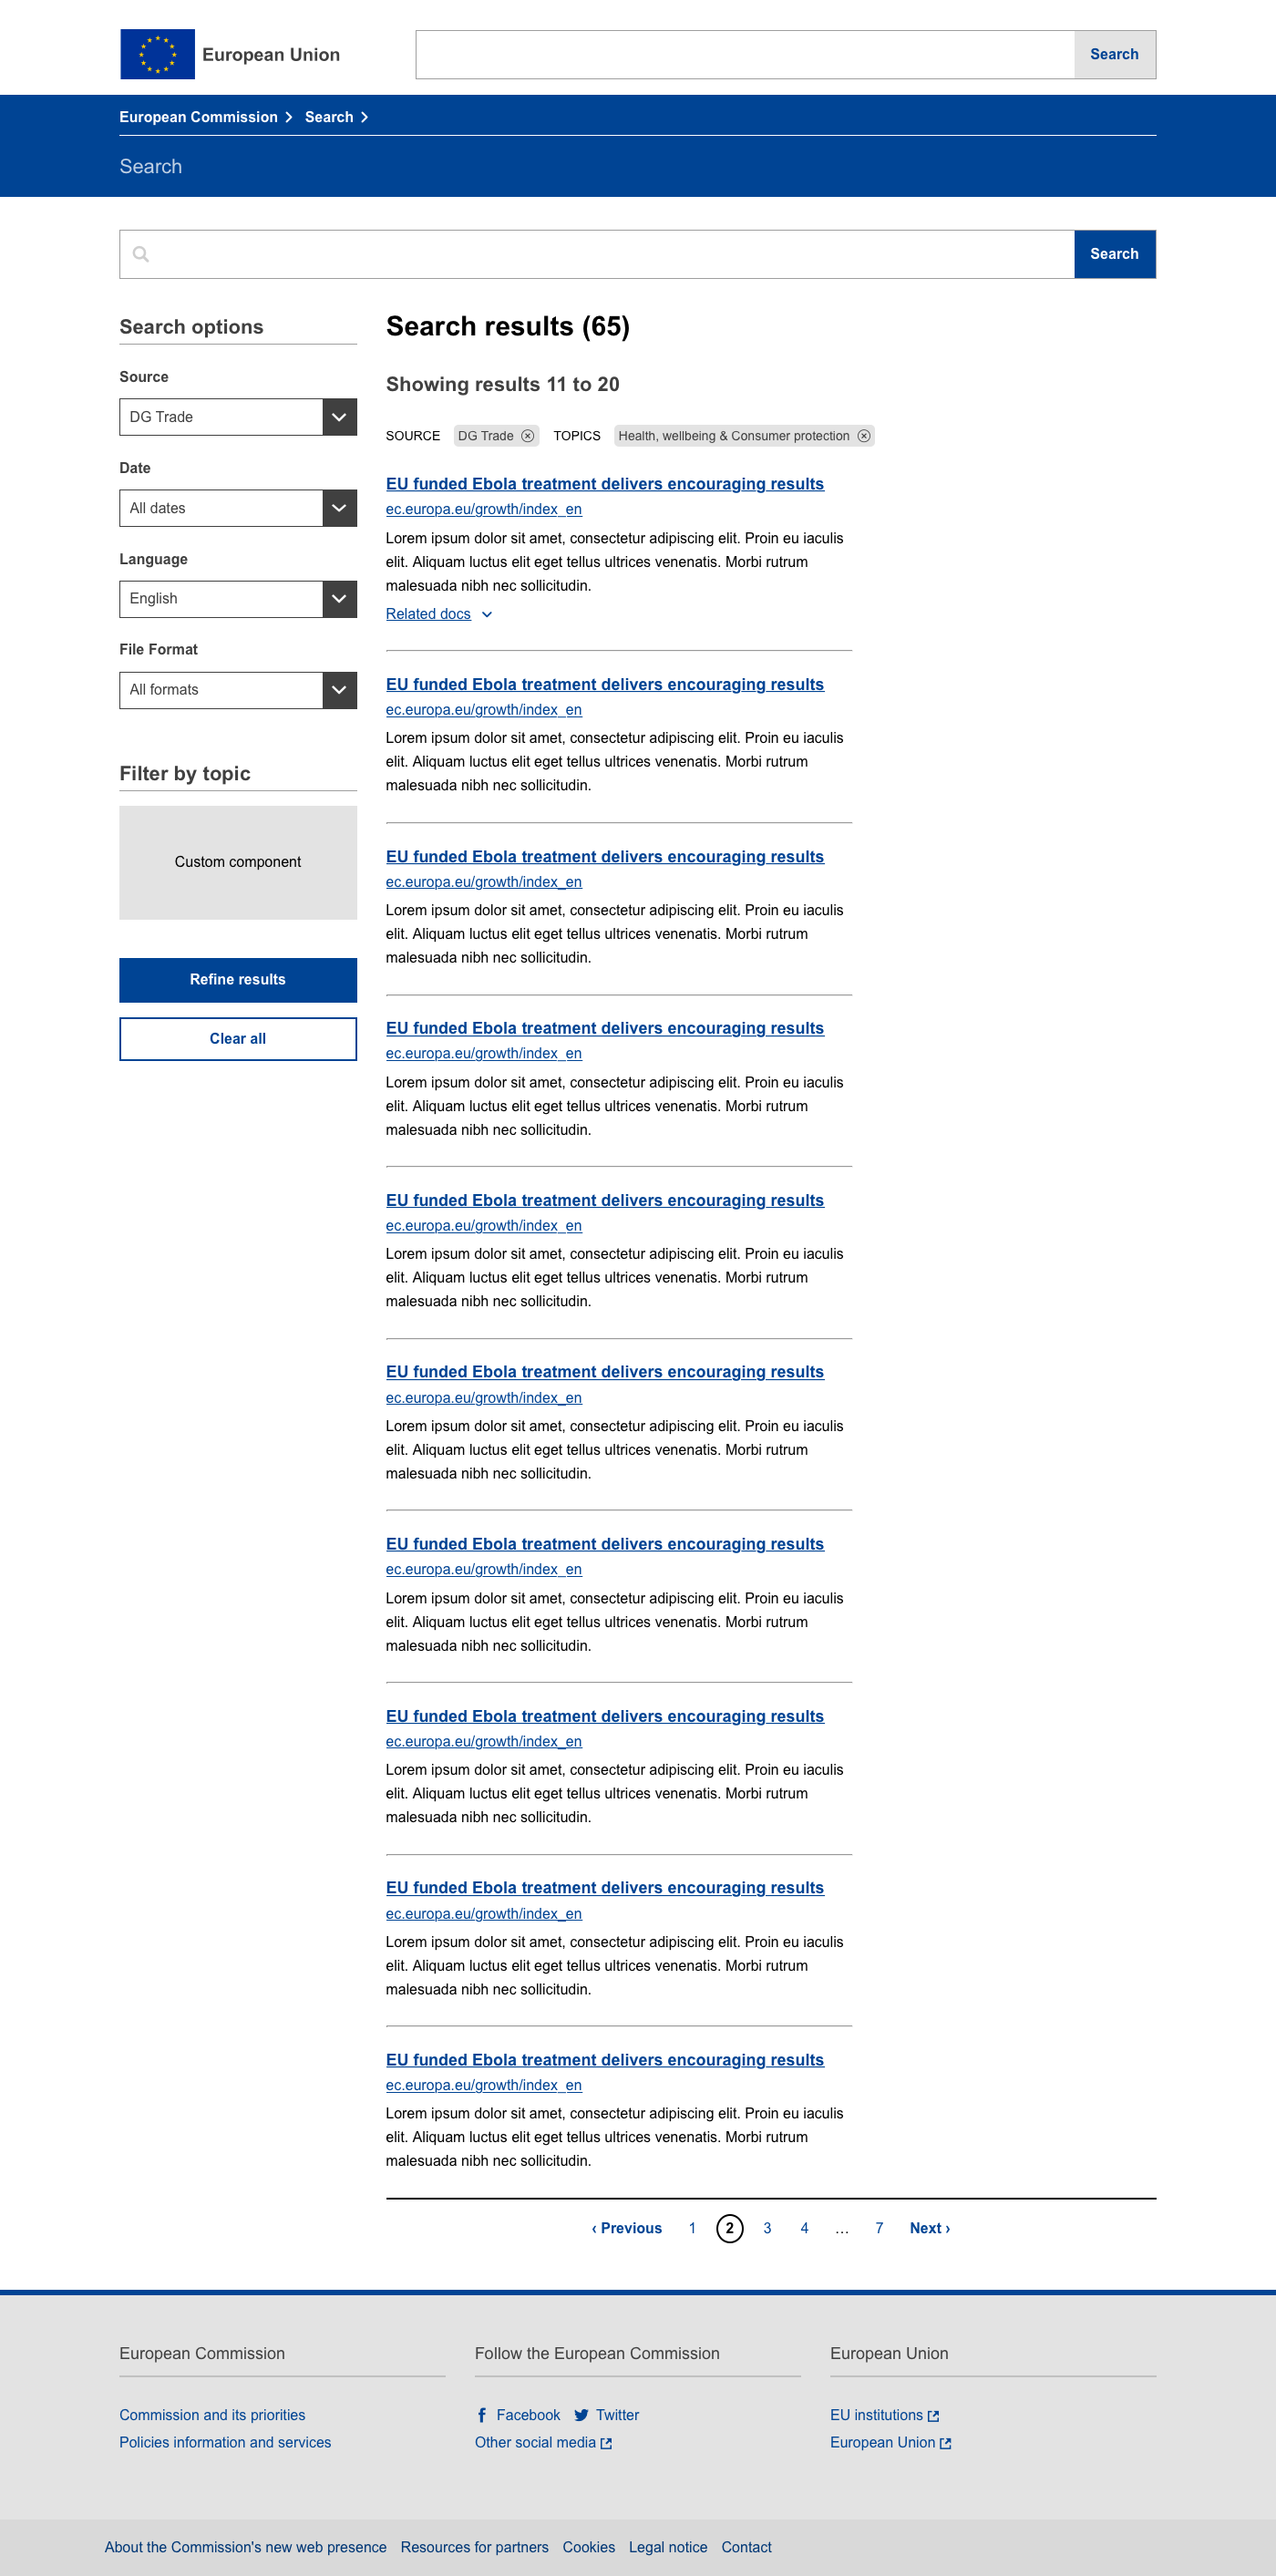 European Union
Search
European Commission
Search
Search
Search
Search options
Source
DG Trade
Date
All dates
Language
English
File Format
All formats
Filter by topic
Custom component
Refine results
Clear all
Search results (65)
Showing results 11 to 20
SOURCE DG Trade TOPICS Health, wellbeing & Consumer protection
EU funded Ebola treatment delivers encouraging results
ec.europa.eu/growth/index_en
Lorem ipsum dolor sit amet, consectetur adipiscing elit. Proin eu iaculis
elit. Aliquam luctus elit eget tellus ultrices venenatis. Morbi rutrum
malesuada nibh nec sollicitudin.
Related docs
EU funded Ebola treatment delivers encouraging results
ec.europa.eu/growth/index_en
Lorem ipsum dolor sit amet, consectetur adipiscing elit. Proin eu iaculis
elit. Aliquam luctus elit eget tellus ultrices venenatis. Morbi rutrum
malesuada nibh nec sollicitudin.
EU funded Ebola treatment delivers encouraging results
ec.europa.eu/growth/index_en
Lorem ipsum dolor sit amet, consectetur adipiscing elit. Proin eu iaculis
elit. Aliquam luctus elit eget tellus ultrices venenatis. Morbi rutrum
malesuada nibh nec sollicitudin.
EU funded Ebola treatment delivers encouraging results
ec.europa.eu/growth/index_en
Lorem ipsum dolor sit amet, consectetur adipiscing elit. Proin eu iaculis
elit. Aliquam luctus elit eget tellus ultrices venenatis. Morbi rutrum
malesuada nibh nec sollicitudin.
EU funded Ebola treatment delivers encouraging results
ec.europa.eu/growth/index_en
Lorem ipsum dolor sit amet, consectetur adipiscing elit. Proin eu iaculis
elit. Aliquam luctus elit eget tellus ultrices venenatis. Morbi rutrum
malesuada nibh nec sollicitudin.
EU funded Ebola treatment delivers encouraging results
ec.europa.eu/growth/index_en
Lorem ipsum dolor sit amet, consectetur adipiscing elit. Proin eu iaculis
elit. Aliquam luctus elit eget tellus ultrices venenatis. Morbi rutrum
malesuada nibh nec sollicitudin.
EU funded Ebola treatment delivers encouraging results
ec.europa.eu/growth/index_en
Lorem ipsum dolor sit amet, consectetur adipiscing elit. Proin eu iaculis
elit. Aliquam luctus elit eget tellus ultrices venenatis. Morbi rutrum
malesuada nibh nec sollicitudin.
EU funded Ebola treatment delivers encouraging results
ec.europa.eu/growth/index_en
Lorem ipsum dolor sit amet, consectetur adipiscing elit. Proin eu iaculis
elit. Aliquam luctus elit eget tellus ultrices venenatis. Morbi rutrum
malesuada nibh nec sollicitudin.
EU funded Ebola treatment delivers encouraging results
ec.europa.eu/growth/index_en
Lorem ipsum dolor sit amet, consectetur adipiscing elit. Proin eu iaculis
elit. Aliquam luctus elit eget tellus ultrices venenatis. Morbi rutrum
malesuada nibh nec sollicitudin.
EU funded Ebola treatment delivers encouraging results
ec.europa.eu/growth/index_en
Lorem ipsum dolor sit amet, consectetur adipiscing elit. Proin eu iaculis
elit. Aliquam luctus elit eget tellus ultrices venenatis. Morbi rutrum
malesuada nibh nec sollicitudin.
‹ Previous 1 2 3 4 … 7 Next ›
European Commission
Commission and its priorities
Policies information and services
Follow the European Commission
Facebook Twitter
Other social media
European Union
EU institutions
European Union
About the Commission's new web presence Resources for partners Cookies Legal notice Contact